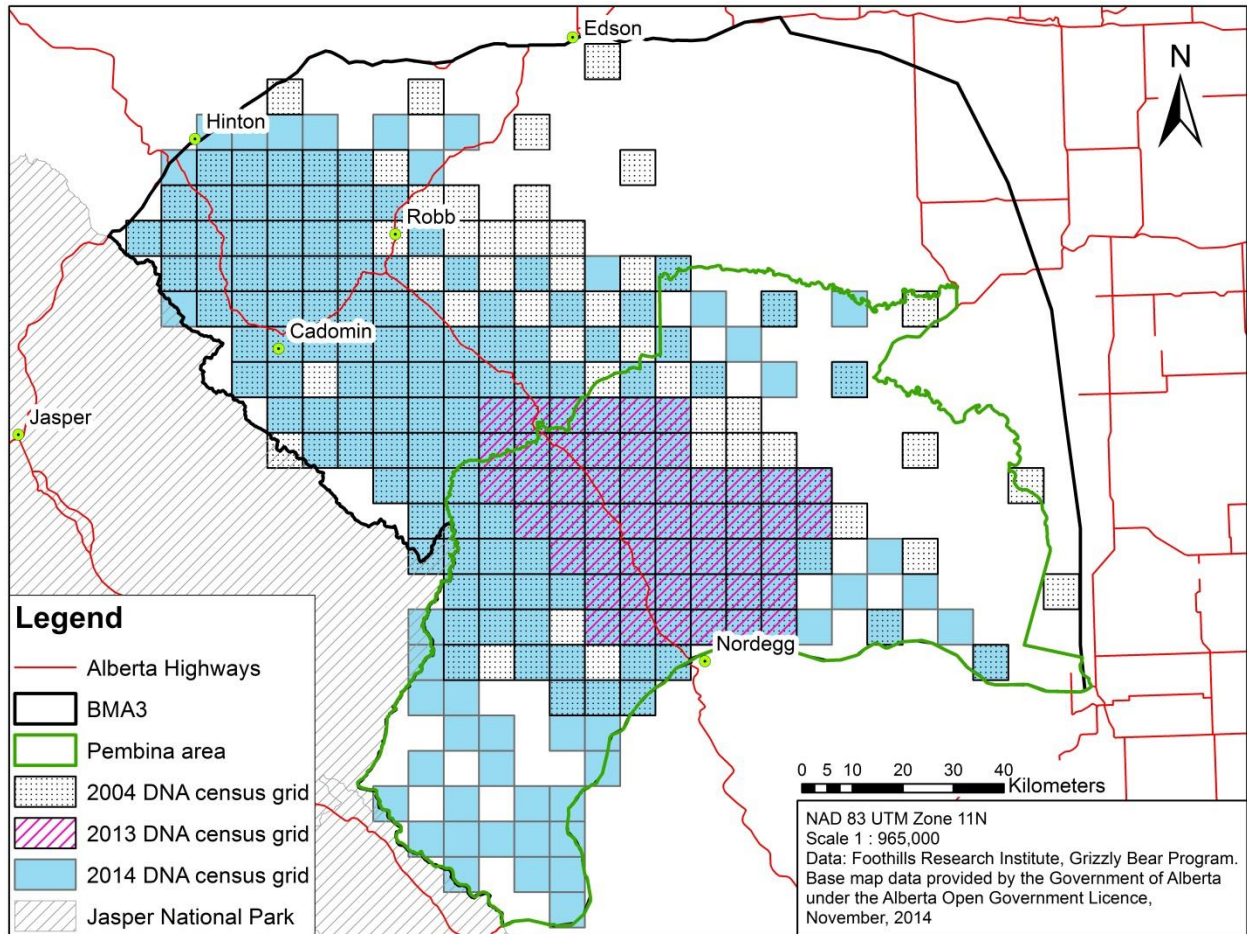 Edson
N
Hinton
Robb
Cadomin
Jasper
Nordegg
Legend
Alberta Highways
BMA3
Pembina area
2004 DNA census grid
2013 DNA census grid
2014 DNA census grid
Jasper National Park
0 5 10 20 30 40 Kilometers
NAD 83 UTM Zone 11N
Scale 1 : 965,000
Data: Foothills Research Institute, Grizzly Bear Program.
Base map data provided by the Government of Alberta
under the Alberta Open Government Licence,
November, 2014